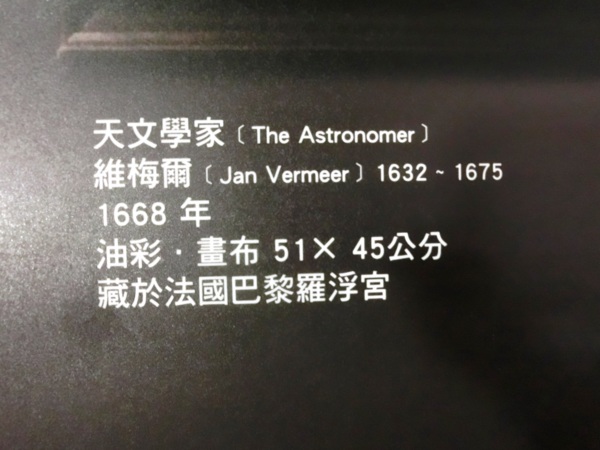 天文學家〔The Astronomer〕
維梅爾〔Jan Vermeer〕1632 ~ 1675
1668 年
油彩・畫布 51× 45公分
藏於法國巴黎羅浮宮